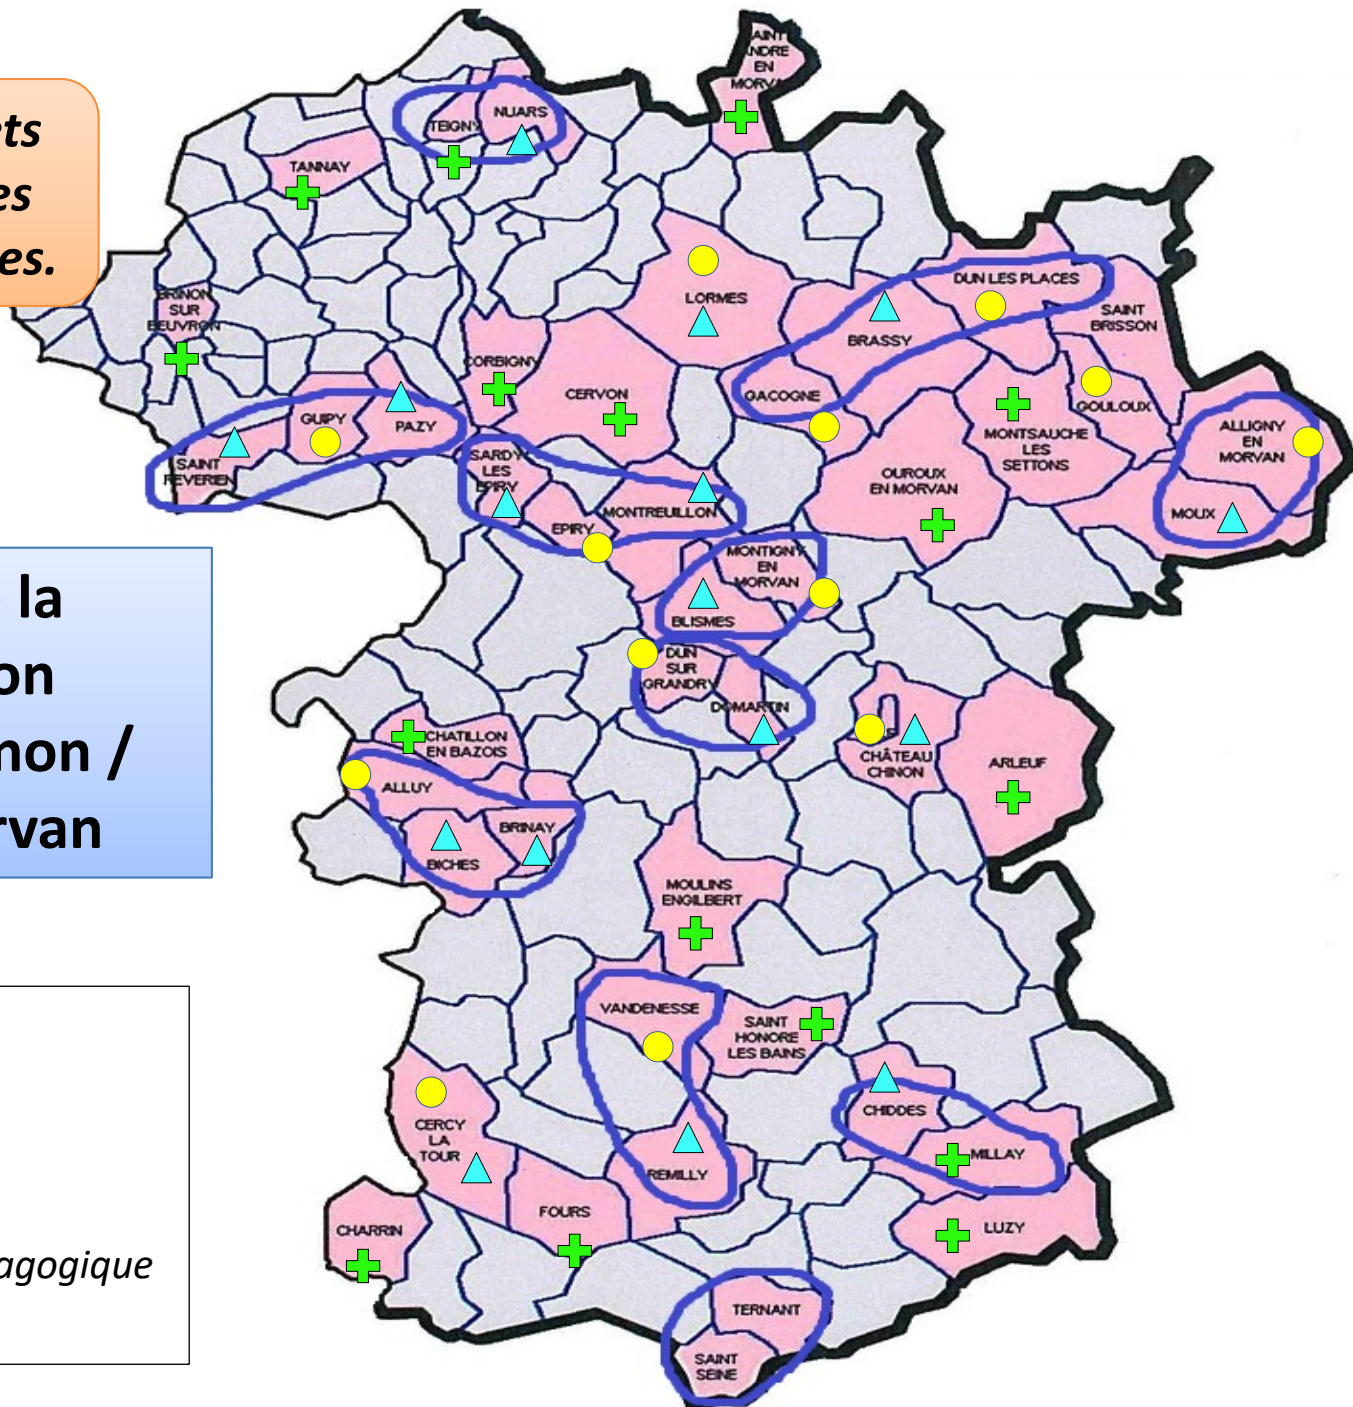 ets
es
es.
SAINT
ANDRE
EN
MORVA
NUARS
TEIGNY
TANNAY
DUN LES PLACES
BRINON
SUR
BEUVRON
LORMES
SAINT
BRISSON
BRASSY
CORBIGNY
CERVON
GACOGNE
GOULOUX
GUIPY
PAZY
ALLIGNY
EN
MORVAN
MONTSAUCHE
LES
SETTONS
SAINT
REVERIEN
SARDY
LES
EPIRY
OUROUX
EN MORVAN
MONTREUILLON
MOUX
EPIRY
MONTIGNY
EN
MORVAN
la
on
non /
rvan
BLISMES
DUN
SUR
GRANDRY
DOMARTIN
CHATILLON
EN BAZOIS
CHÂTEAU
CHINON
ARLEUF
ALLUY
BRINAY
BICHES
MOULINS
ENGILBERT
VANDENESSE
SAINT
HONORE
LES BAINS
CHIDDES
CERCY
LA
TOUR
MILLAY
REMILLY
FOURS
LUZY
CHARRIN
agogique
TERNANT
SAINT
SEINE